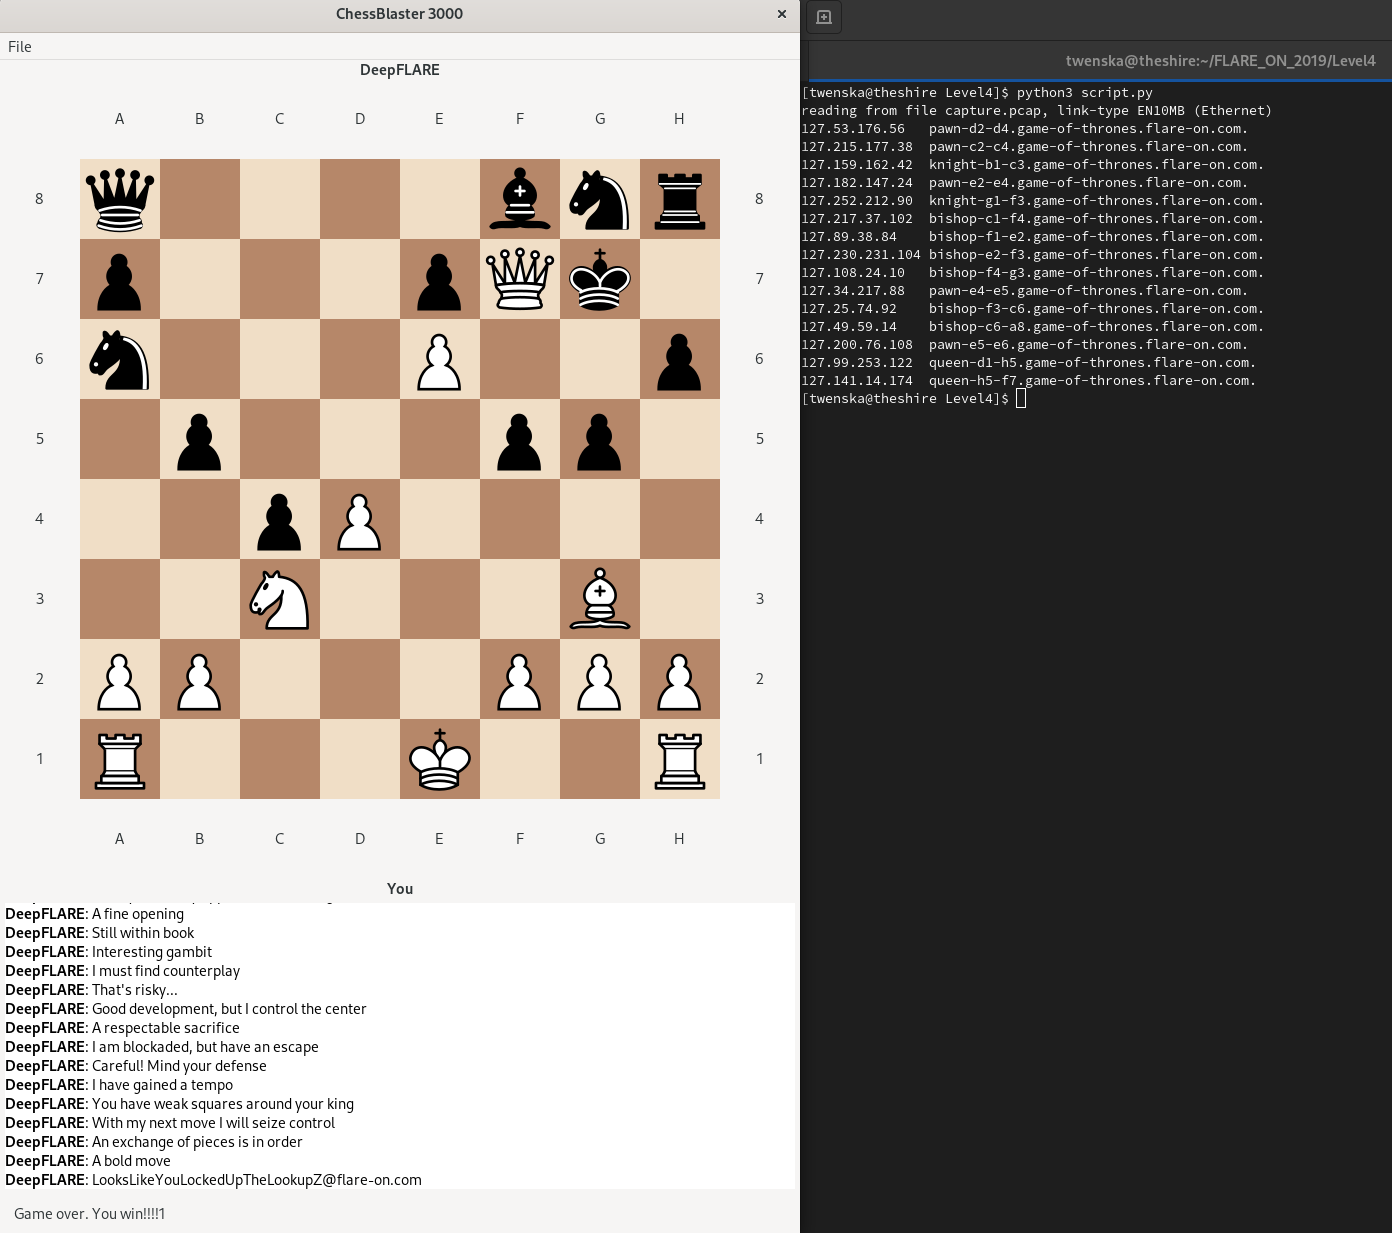 ChessBlaster 3000
File
DeepFLARE
A B C D E F G H
8 8
7 7
6 6
5 5
4 4
3 3
2 2
1 1
A B C D E F G H
You
DeepFLARE: A fine opening
DeepFLARE: Still within book
DeepFLARE: Interesting gambit
DeepFLARE: I must find counterplay
DeepFLARE: That's risky...
DeepFLARE: Good development, but I control the center
DeepFLARE: A respectable sacrifice
DeepFLARE: I am blockaded, but have an escape
DeepFLARE: Careful! Mind your defense
DeepFLARE: I have gained a tempo
DeepFLARE: You have weak squares around your king
DeepFLARE: With my next move I will seize control
DeepFLARE: An exchange of pieces is in order
DeepFLARE: A bold move
DeepFLARE: LooksLikeYouLockedUpTheLookupZ@flare-on.com
Game over. You win!!!!1
twenska@theshire:~/FLARE_ON_2019/Level4
[twenska@theshire Level4]$ python3 script.py
reading from file capture.pcap, link-type EN10MB (Ethernet)
127.53.176.56 pawn-d2-d4.game-of-thrones.flare-on.com.
127.215.177.38 pawn-c2-c4.game-of-thrones.flare-on.com.
127.159.162.42 knight-b1-c3.game-of-thrones.flare-on.com.
127.182.147.24 pawn-e2-e4.game-of-thrones.flare-on.com.
127.252.212.90 knight-g1-f3.game-of-thrones.flare-on.com.
127.217.37.102 bishop-c1-f4.game-of-thrones.flare-on.com.
127.89.38.84 bishop-f1-e2.game-of-thrones.flare-on.com.
127.230.231.104 bishop-e2-f3.game-of-thrones.flare-on.com.
127.108.24.10 bishop-f4-g3.game-of-thrones.flare-on.com.
127.34.217.88 pawn-e4-e5.game-of-thrones.flare-on.com.
127.25.74.92 bishop-f3-c6.game-of-thrones.flare-on.com.
127.49.59.14 bishop-c6-a8.game-of-thrones.flare-on.com.
127.200.76.108 pawn-e5-e6.game-of-thrones.flare-on.com.
127.99.253.122 queen-d1-h5.game-of-thrones.flare-on.com.
127.141.14.174 queen-h5-f7.game-of-thrones.flare-on.com.
[twenska@theshire Level4]$